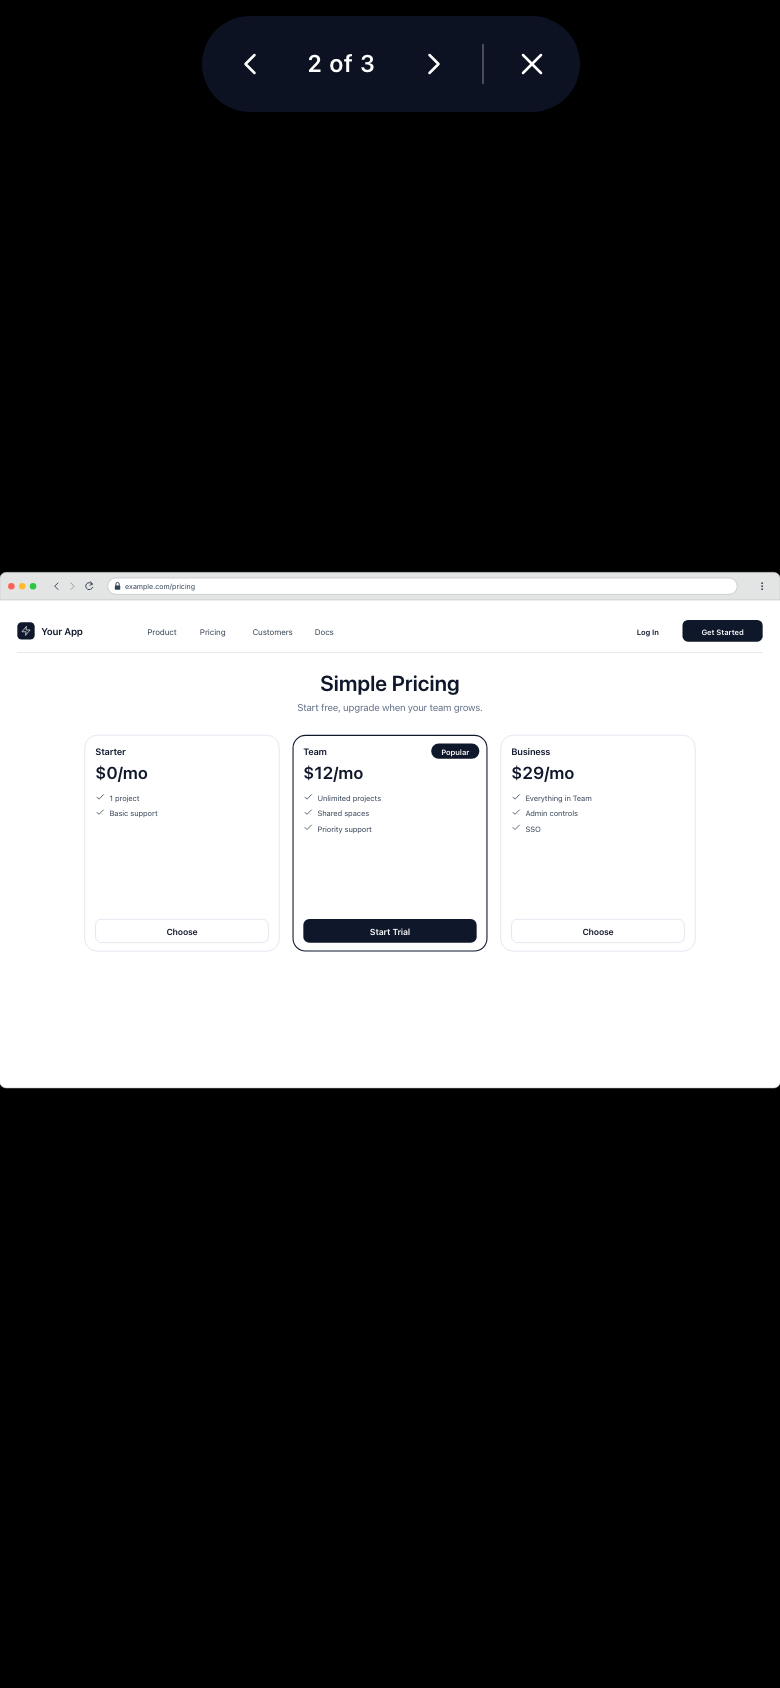 2 of 3
example.com/pricing
Your App Product Pricing Customers Docs Log In Get Started
Simple Pricing
Start free, upgrade when your team grows.
Starter
$0/mo
1 project
Basic support
Choose
Team Popular
$12/mo
Unlimited projects
Shared spaces
Priority support
Start Trial
Business
$29/mo
Everything in Team
Admin controls
SSO
Choose